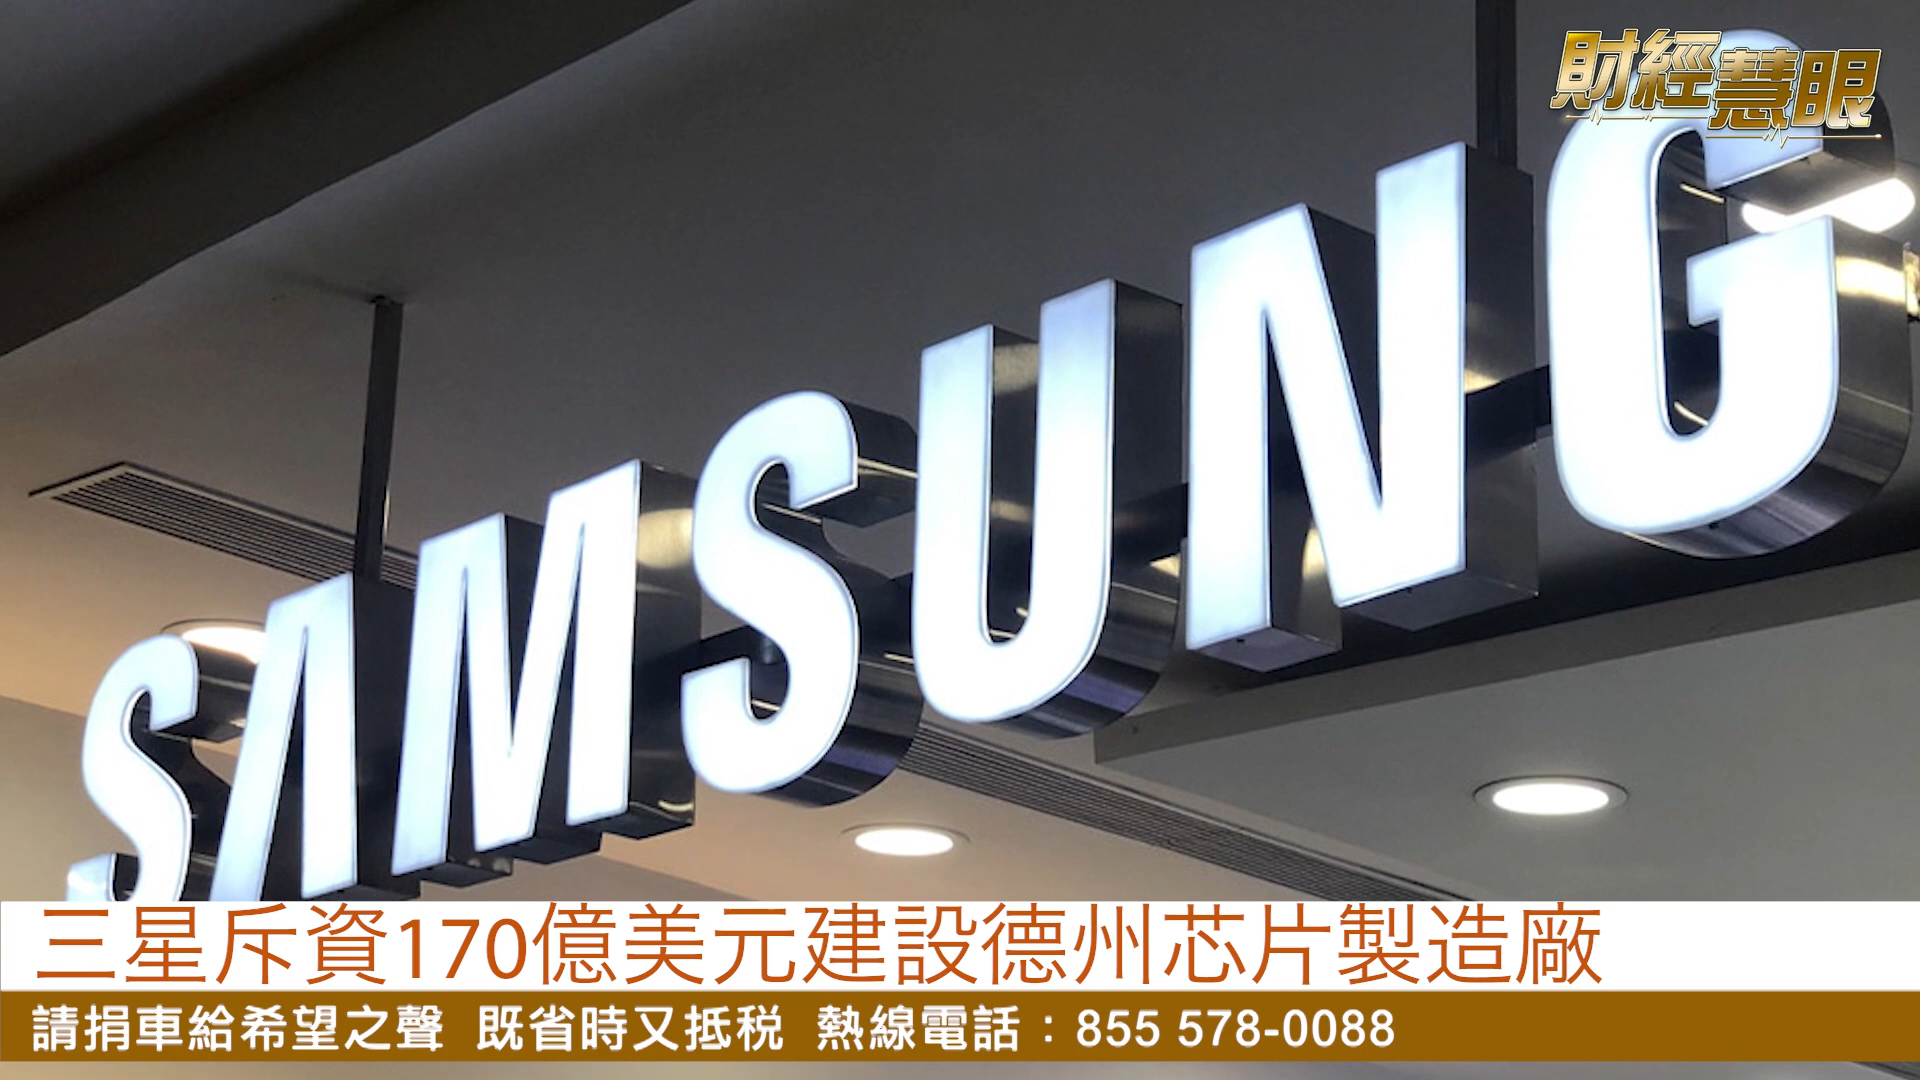 財經慧眼
SAMSUNG
三星斥資170億美元建設德州芯片製造廠
請捐車給希望之聲 既省時又抵税 熱線電話：855 578-0088